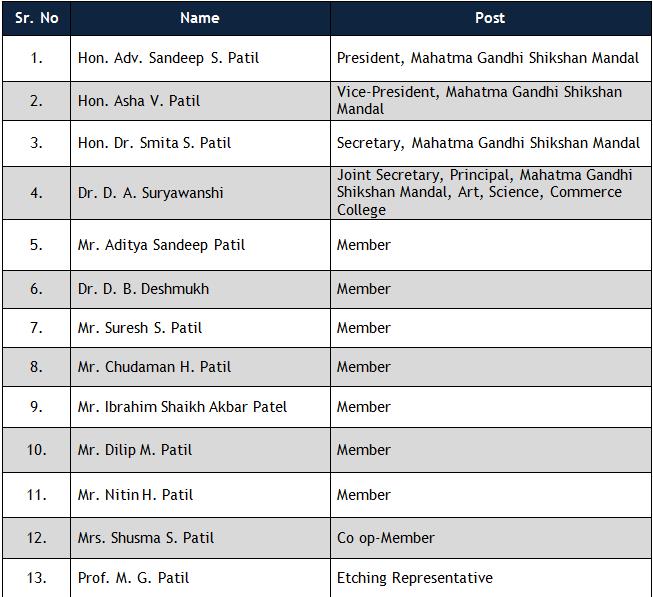 Sr. No Name Post
1. Hon. Adv. Sandeep S. Patil President, Mahatma Gandhi Shikshan Mandal
2. Hon. Asha V. Patil Vice-President, Mahatma Gandhi Shikshan
Mandal
3. Hon. Dr. Smita S. Patil Secretary, Mahatma Gandhi Shikshan Mandal
4. Dr. D. A. Suryawanshi Joint Secretary, Principal, Mahatma Gandhi
Shikshan Mandal, Art, Science, Commerce
College
5. Mr. Aditya Sandeep Patil Member
6. Dr. D. B. Deshmukh Member
7. Mr. Suresh S. Patil Member
8. Mr. Chudaman H. Patil Member
9. Mr. Ibrahim Shaikh Akbar Patel Member
10. Mr. Dilip M. Patil Member
11. Mr. Nitin H. Patil Member
12. Mrs. Shusma S. Patil Co op-Member
13. Prof. M. G. Patil Etching Representative